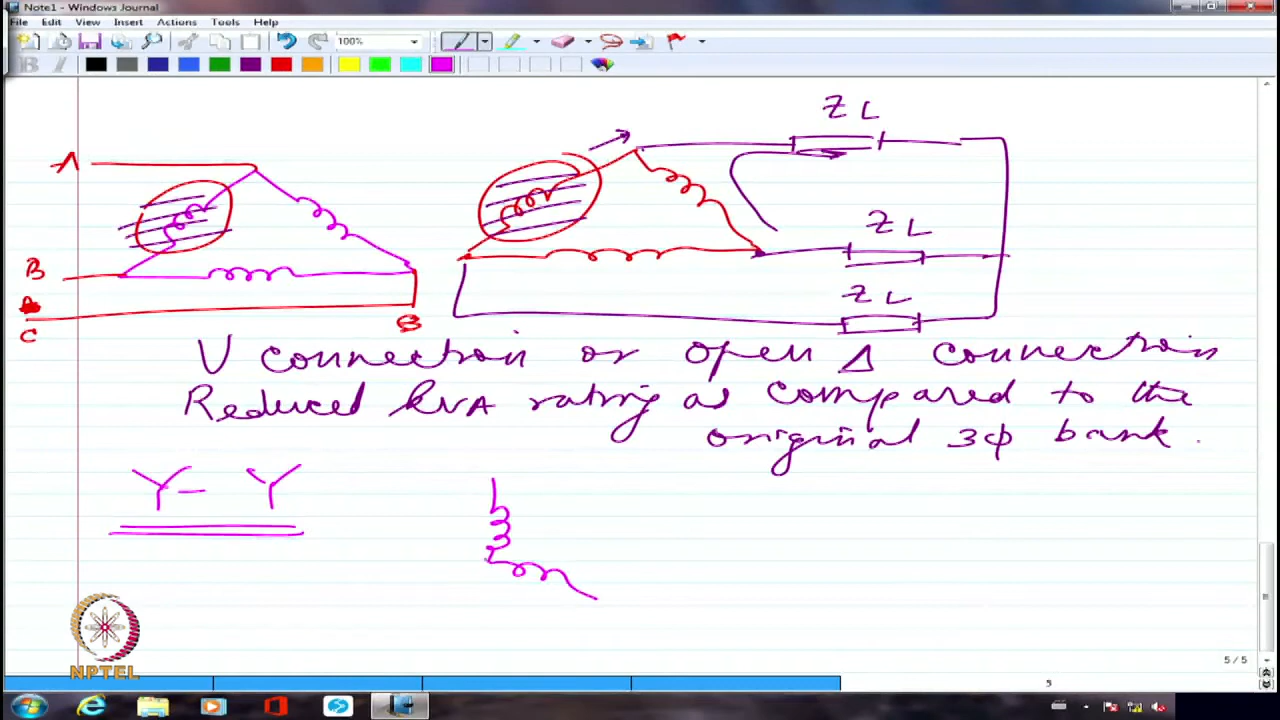 Note1 - Windows Journal
File Edit View Insert Actions Tools Help
100%
A
B
C
B
Z L
Z L
Z L
V connection or open Δ connection
Reduced kVA rating as compared to the
original 3φ bank.
Y - Y
5 / 5
5
NPTEL